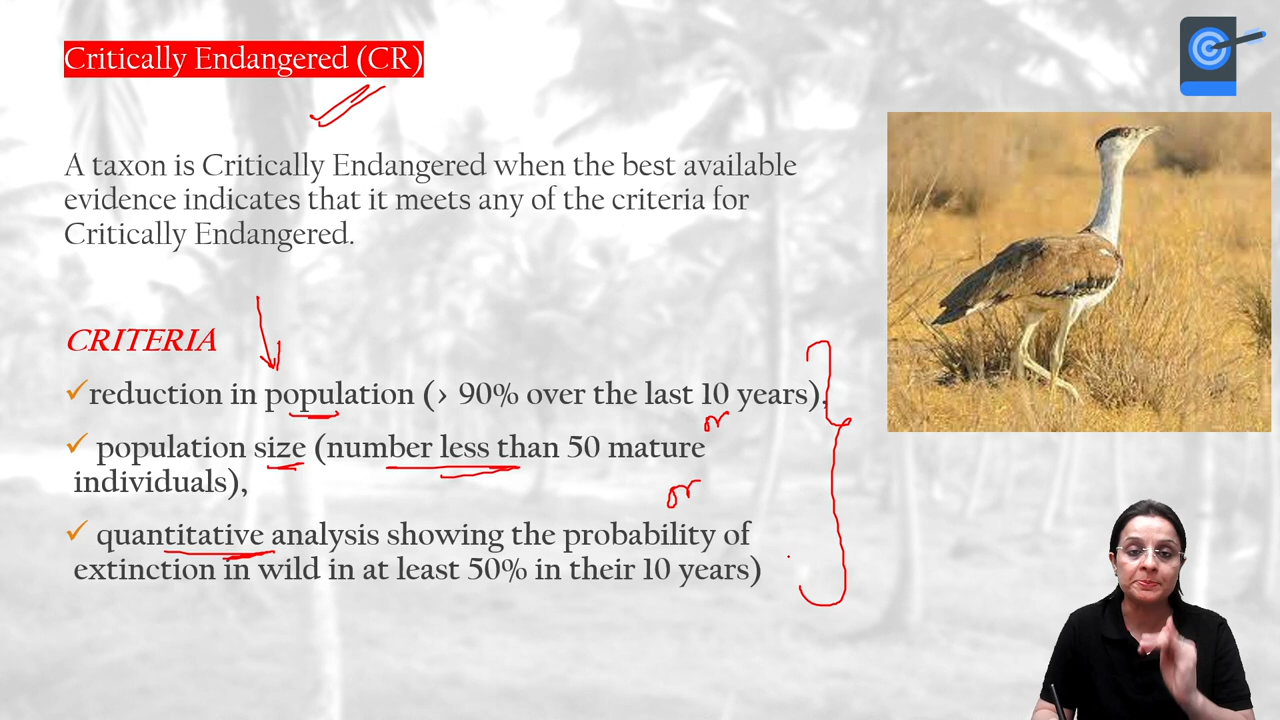 Critically Endangered (CR)
A taxon is Critically Endangered when the best available
evidence indicates that it meets any of the criteria for
Critically Endangered.
CRITERIA
✓reduction in population (> 90% over the last 10 years),
or
✓ population size (number less than 50 mature
individuals),
or
✓ quantitative analysis showing the probability of
extinction in wild in at least 50% in their 10 years)